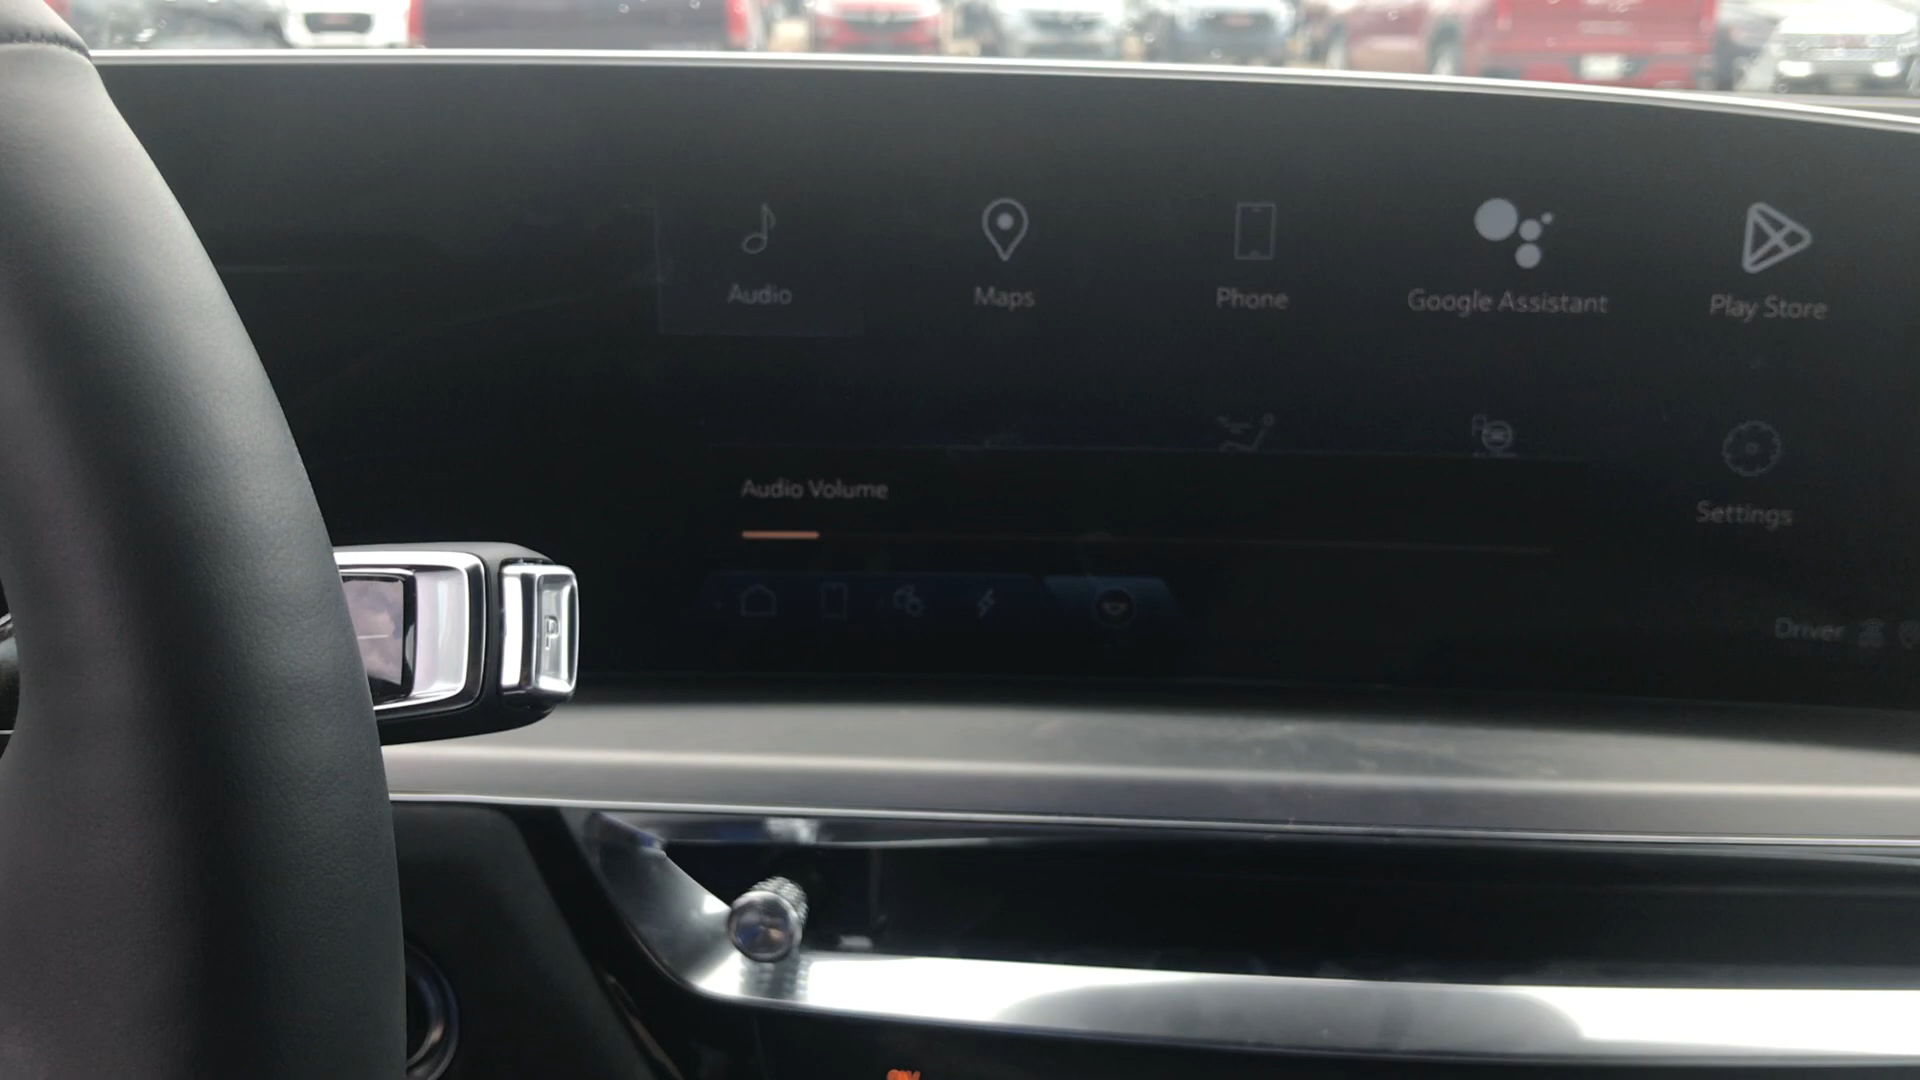 Audio
Maps
Phone
Google Assistant
Play Store
Audio Volume
Settings
Driver
P